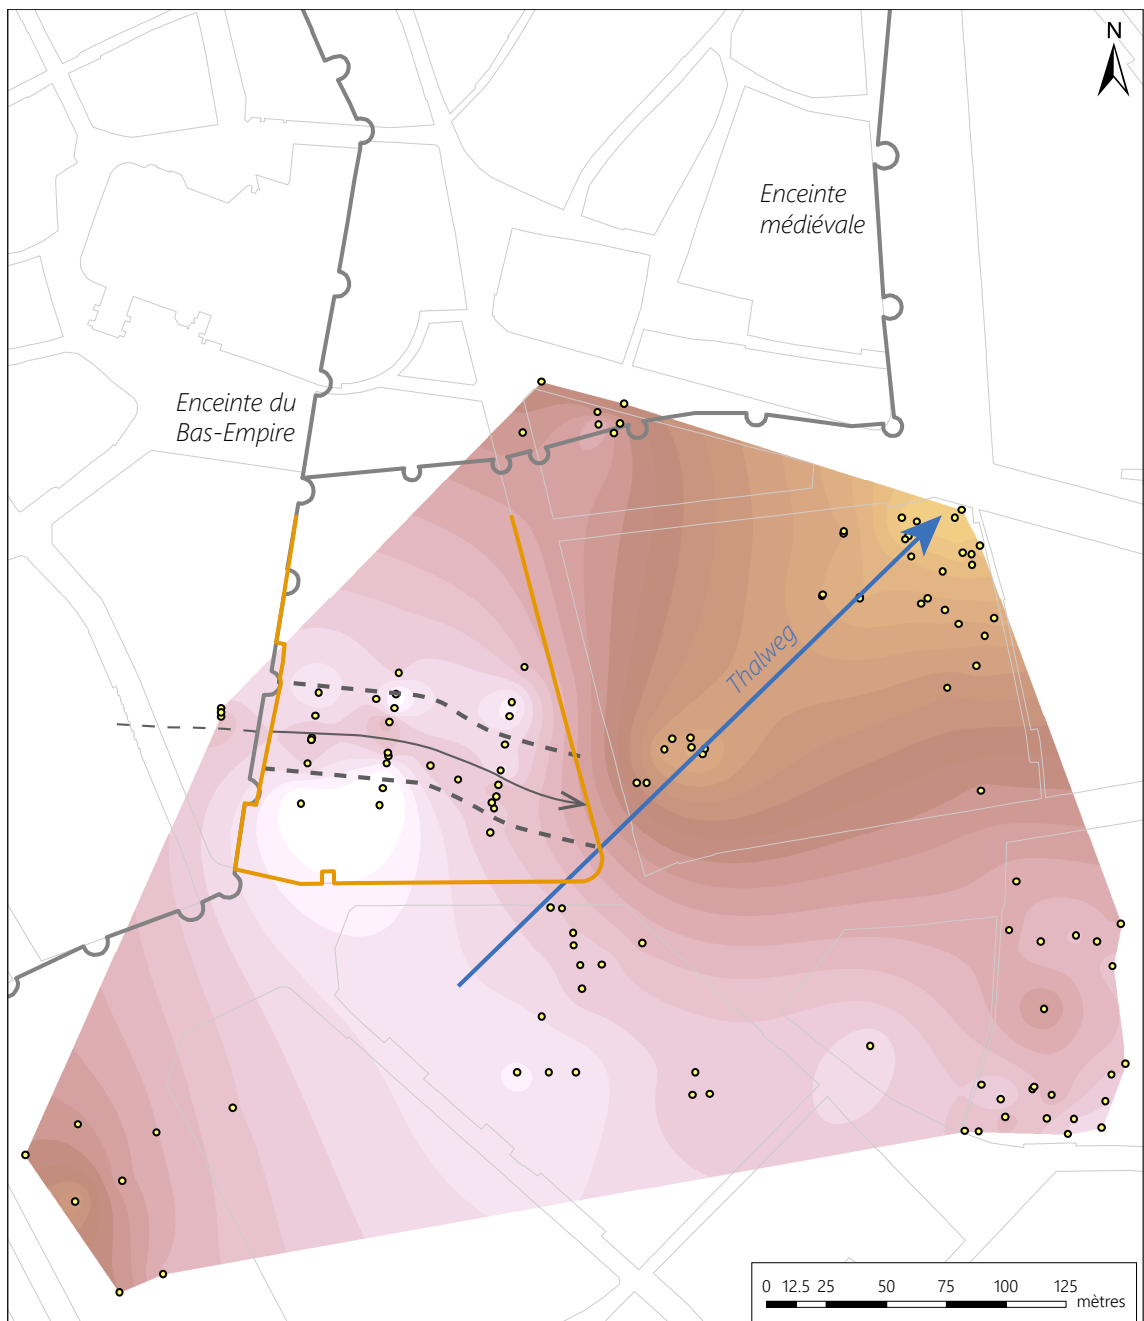 N
Enceinte
médiévale
Enceinte du
Bas-Empire
Thalweg
0 12.5 25 50 75 100 125
mètres